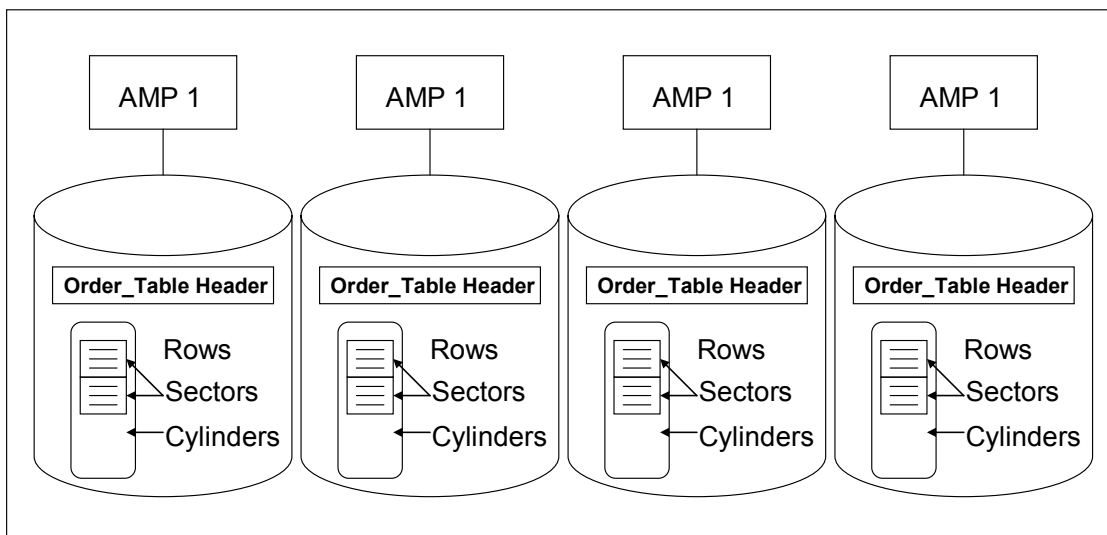 AMP 1
AMP 1
AMP 1
AMP 1
Order_Table Header
Order_Table Header
Order_Table Header
Order_Table Header
Rows
Sectors
Cylinders
Rows
Sectors
Cylinders
Rows
Sectors
Cylinders
Rows
Sectors
Cylinders